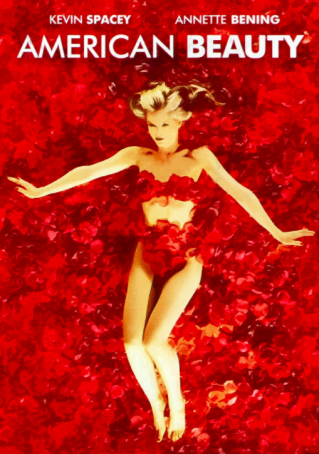 KEVIN SPACEY ANNETTE BENING
AMERICAN BEAUTY